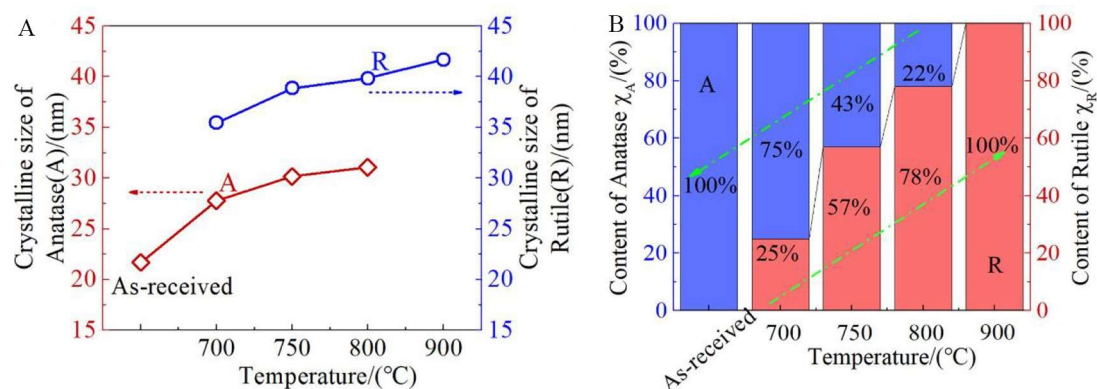 A
Crystalline size of
Anatase(A)/(nm)
45
40
35
30
25
20
15
R
A
As-received
700 750 800 900
Temperature/(°C)
45
40
35
30
25
20
15
Crystalline size of
Rutile(R)/(nm)
B
Content of Anatase χA/(%)
100
80
60
40
20
0
A
100%
75%
25%
43%
57%
22%
78%
100%
R
As-received
700 750 800 900
Temperature/(°C)
100
80
60
40
20
0
Content of Rutile χR/(%)